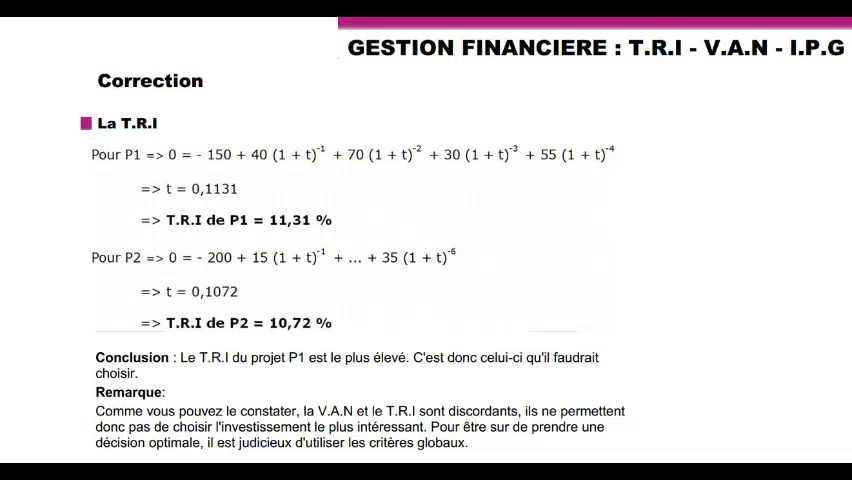 GESTION FINANCIERE : T.R.I - V.A.N - I.P.G
Correction
La T.R.I
Pour P1 => 0 = - 150 + 40 (1 + t)⁻¹ + 70 (1 + t)⁻² + 30 (1 + t)⁻³ + 55 (1 + t)⁻⁴
=> t = 0,1131
=> T.R.I de P1 = 11,31 %
Pour P2 => 0 = - 200 + 15 (1 + t)⁻¹ + ... + 35 (1 + t)⁻⁶
=> t = 0,1072
=> T.R.I de P2 = 10,72 %
Conclusion : Le T.R.I du projet P1 est le plus élevé. C'est donc celui-ci qu'il faudrait
choisir.
Remarque:
Comme vous pouvez le constater, la V.A.N et le T.R.I sont discordants, ils ne permettent
donc pas de choisir l'investissement le plus intéressant. Pour être sur de prendre une
décision optimale, il est judicieux d'utiliser les critères globaux.